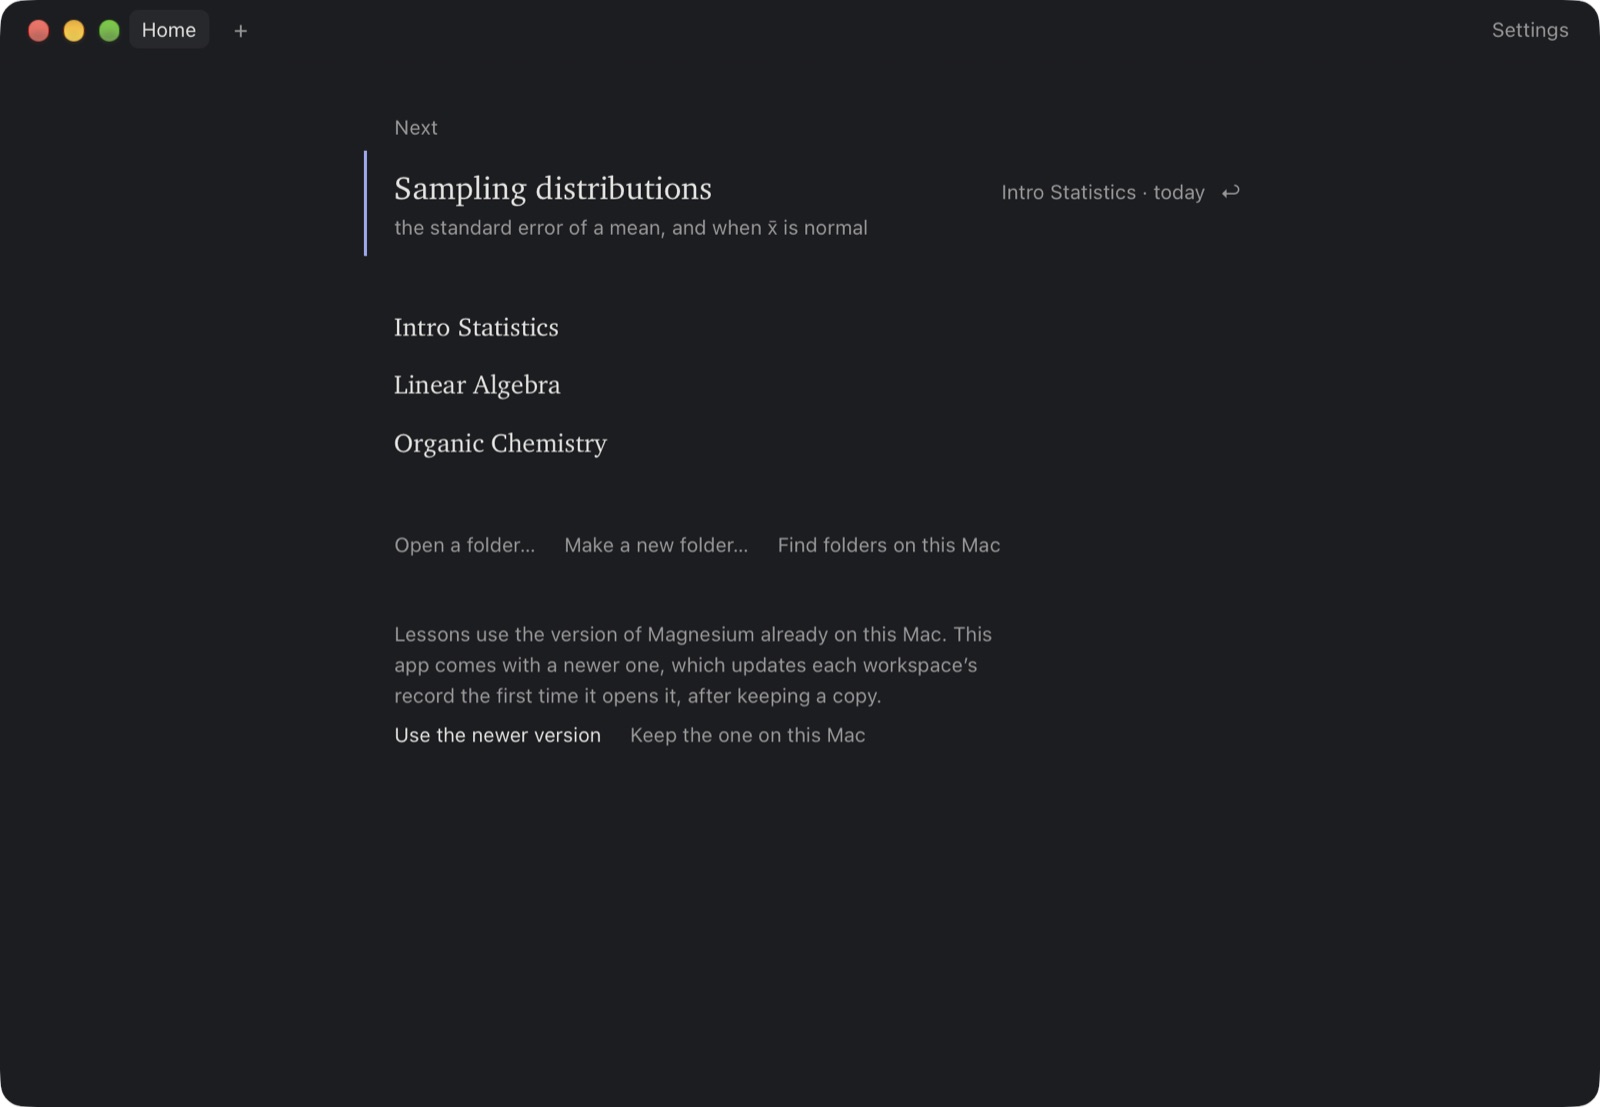 Home +
Settings
Next
Sampling distributions
Intro Statistics · today ↩
the standard error of a mean, and when x̄ is normal
Intro Statistics
Linear Algebra
Organic Chemistry
Open a folder... Make a new folder... Find folders on this Mac
Lessons use the version of Magnesium already on this Mac. This
app comes with a newer one, which updates each workspace’s
record the first time it opens it, after keeping a copy.
Use the newer version Keep the one on this Mac